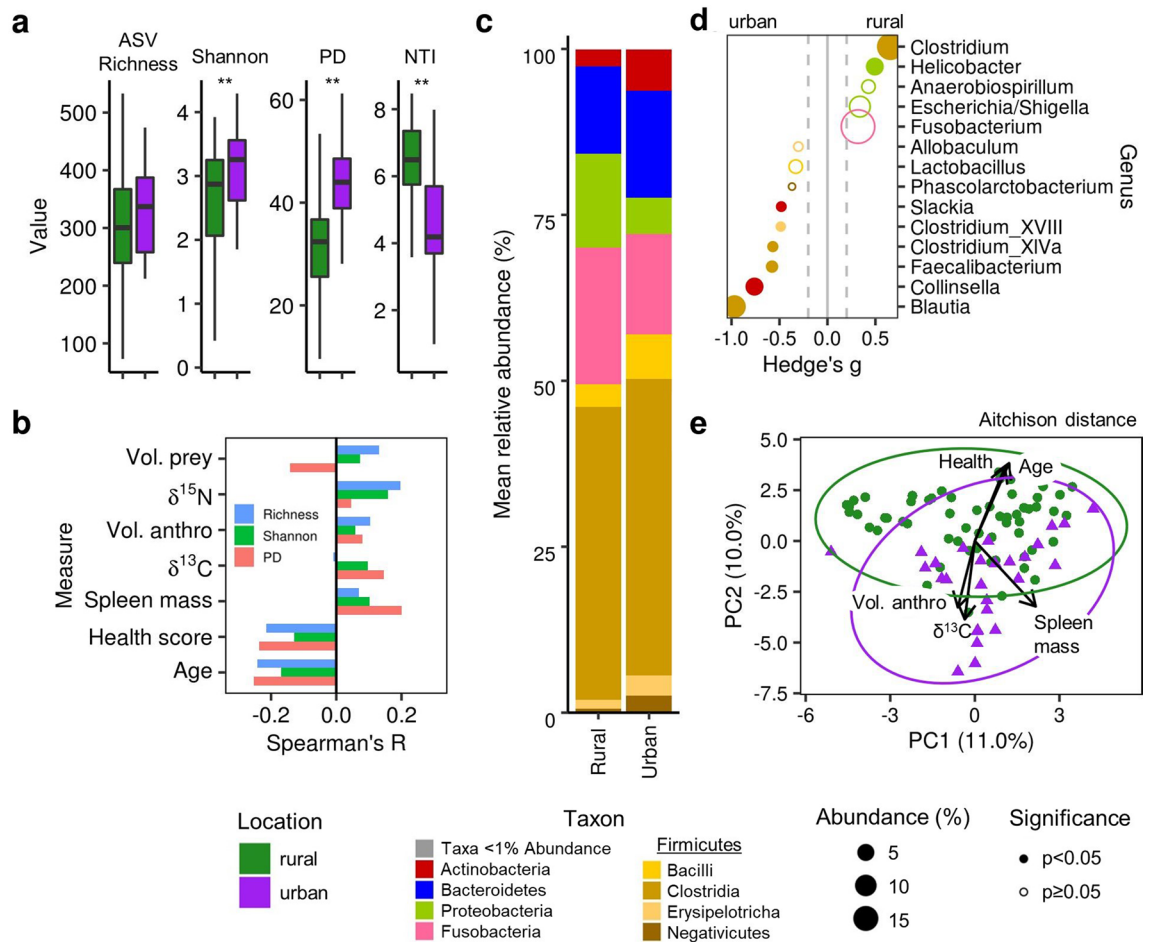 a
ASV
Richness
Shannon
PD
NTI
**
**
**
Value
500
400
300
200
100
4
3
2
1
0
60
40
20
8
6
4
2
b
Vol. prey
δ15N
Vol. anthro
δ13C
Spleen mass
Health score
Age
Measure
Richness
Shannon
PD
-0.2
0.0
0.2
Spearman's R
c
Mean relative abundance (%)
100
75
50
25
0
Rural
Urban
d
urban
rural
Clostridium
Helicobacter
Anaerobiospirillum
Escherichia/Shigella
Fusobacterium
Allobaculum
Lactobacillus
Phascolarctobacterium
Slackia
Clostridium_XVIII
Clostridium_XIVa
Faecalibacterium
Collinsella
Blautia
Genus
-1.0
-0.5
0.0
0.5
Hedge's g
e
Aitchison distance
5.0
2.5
0.0
-2.5
-5.0
-7.5
PC2 (10.0%)
Health
Age
Vol. anthro
δ13C
Spleen
mass
-6
-3
0
3
PC1 (11.0%)
Location
rural
urban
Taxon
Taxa <1% Abundance
Actinobacteria
Bacteroidetes
Proteobacteria
Fusobacteria
Firmicutes
Bacilli
Clostridia
Erysipelotricha
Negativicutes
Abundance (%)
5
10
15
Significance
p<0.05
p≥0.05